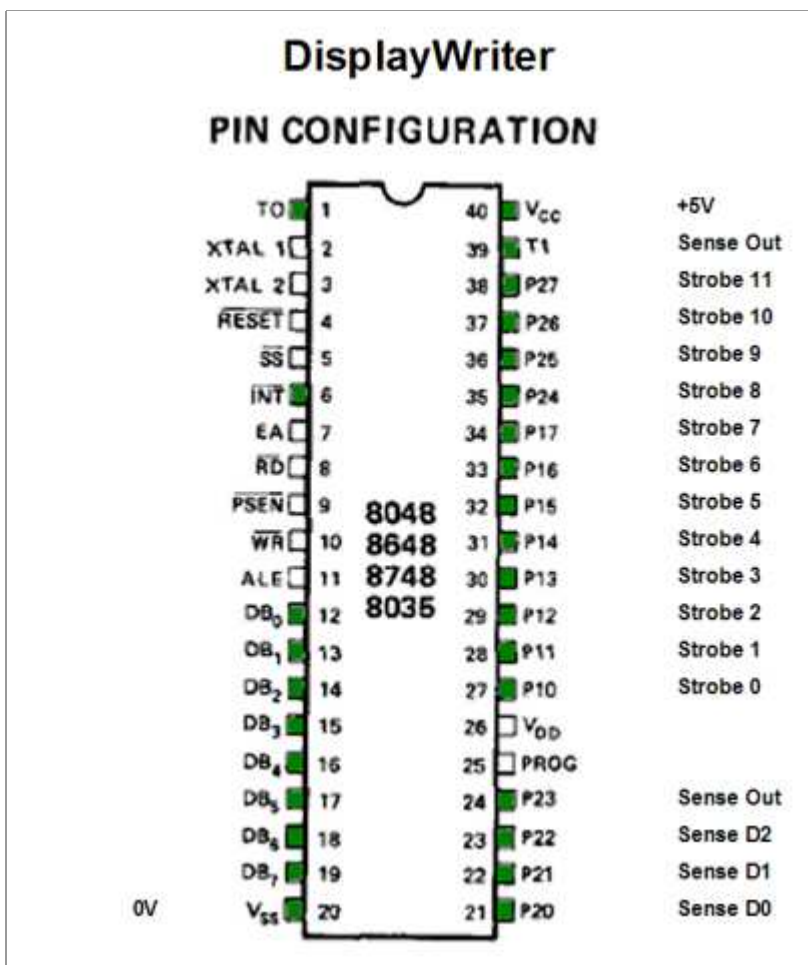 DisplayWriter
PIN CONFIGURATION
TO 1 40 VCC +5V
XTAL 1 2 39 T1 Sense Out
XTAL 2 3 38 P27 Strobe 11
RESET 4 37 P26 Strobe 10
SS 5 36 P25 Strobe 9
INT 6 35 P24 Strobe 8
EA 7 34 P17 Strobe 7
RD 8 33 P16 Strobe 6
PSEN 9 32 P15 Strobe 5
WR 10 31 P14 Strobe 4
ALE 11 30 P13 Strobe 3
8048
8648
8748
8035
DB0 12 29 P12 Strobe 2
DB1 13 28 P11 Strobe 1
DB2 14 27 P10 Strobe 0
DB3 15 26 VDD
DB4 16 25 PROG
DB5 17 24 P23 Sense Out
DB6 18 23 P22 Sense D2
DB7 19 22 P21 Sense D1
0V VSS 20 21 P20 Sense D0